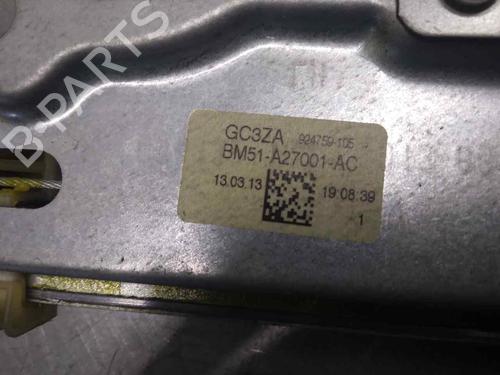 GC3ZA 924759-105
BM51-A27001-AC
13.03.13 19:08:39
1
B-PARTS